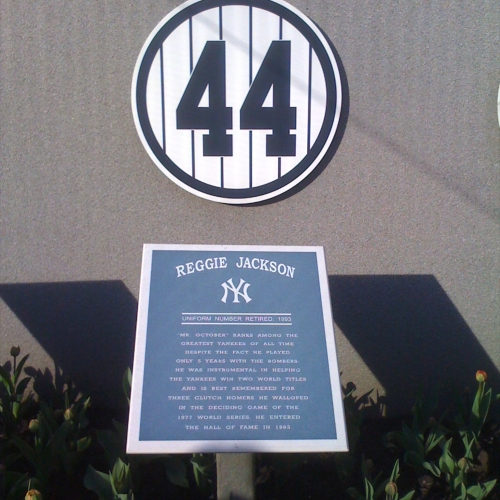 44
REGGIE JACKSON
NY
UNIFORM NUMBER RETIRED: 1993
"MR. OCTOBER" RANKS AMONG THE
GREATEST YANKEES OF ALL TIME
DESPITE THE FACT HE PLAYED
ONLY 5 YEARS WITH THE BOMBERS.
HE WAS INSTRUMENTAL IN HELPING
THE YANKEES WIN TWO WORLD TITLES
AND IS BEST REMEMBERED FOR
THREE CLUTCH HOMERS HE WALLOPED
IN THE DECIDING GAME OF THE
1977 WORLD SERIES. HE ENTERED
THE HALL OF FAME IN 1993.